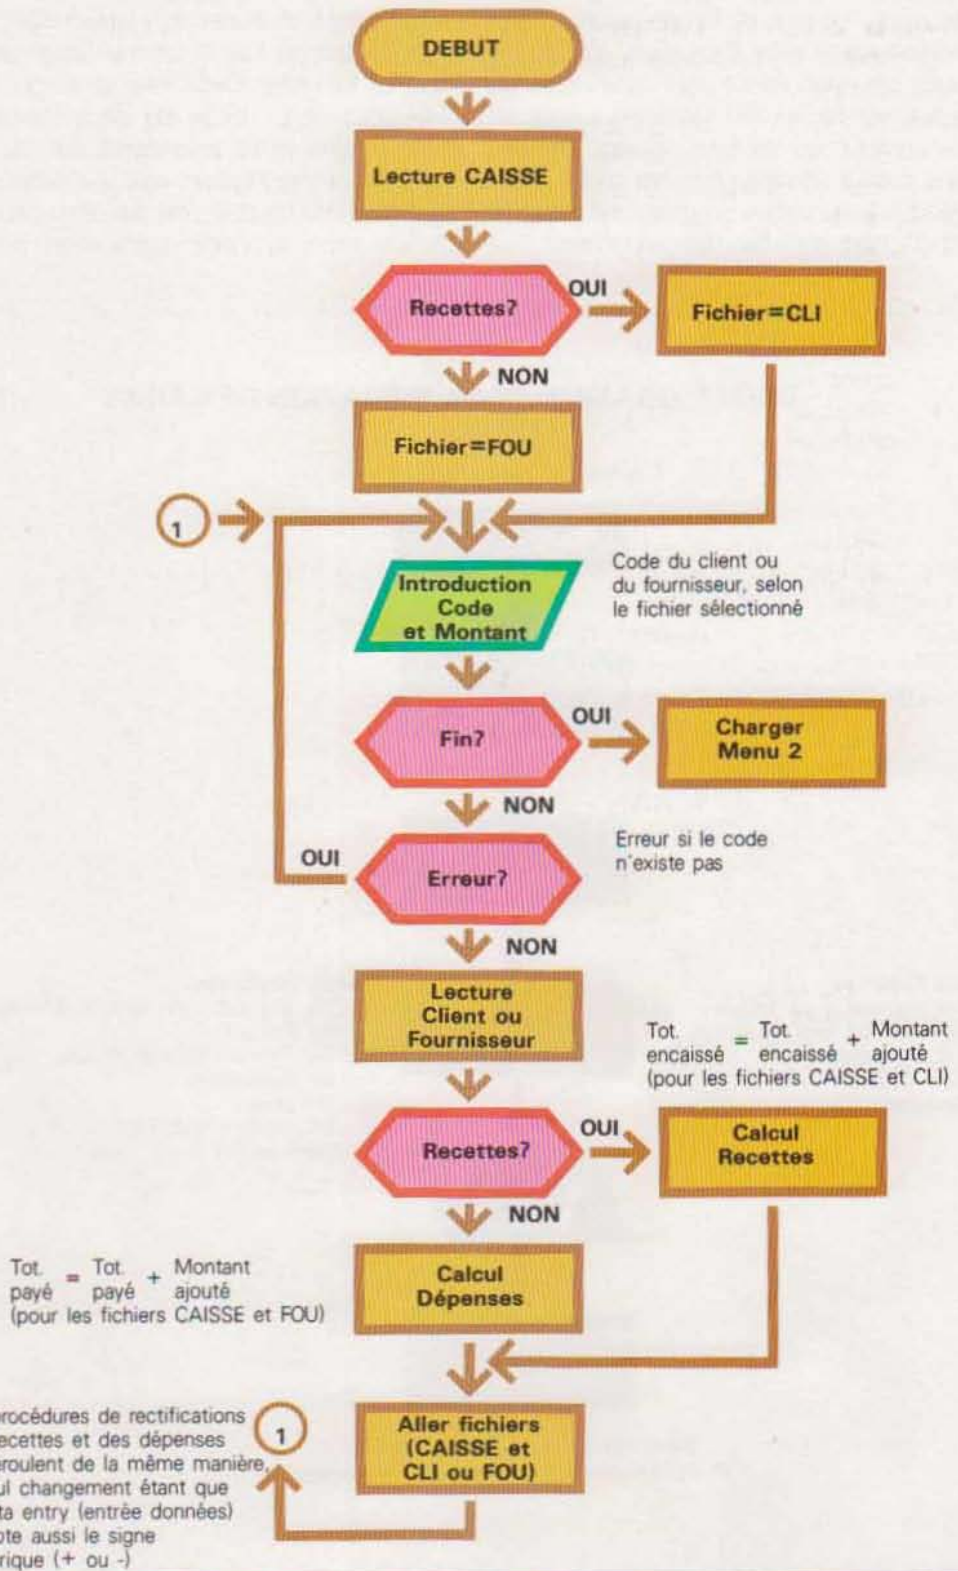 DEBUT
Lecture CAISSE
Recettes?
OUI
Fichier=CLI
NON
Fichier=FOU
1
Introduction
Code
et Montant
Code du client ou
du fournisseur, selon
le fichier sélectionné
Fin?
OUI
Charger
Menu 2
NON
Erreur?
OUI
Erreur si le code
n'existe pas
NON
Lecture
Client ou
Fournisseur
Tot. = Tot. + Montant
encaissé encaissé ajouté
(pour les fichiers CAISSE et CLI)
Recettes?
OUI
Calcul
Recettes
NON
Tot. = Tot. + Montant
payé payé ajouté
(pour les fichiers CAISSE et FOU)
Calcul
Dépenses
Aller fichiers
(CAISSE et
CLI ou FOU)
1
rocédures de rectifications
ecettes et des dépenses
éroulent de la même manière,
ul changement étant que
ta entry (entrée données)
pte aussi le signe
rique (+ ou -)